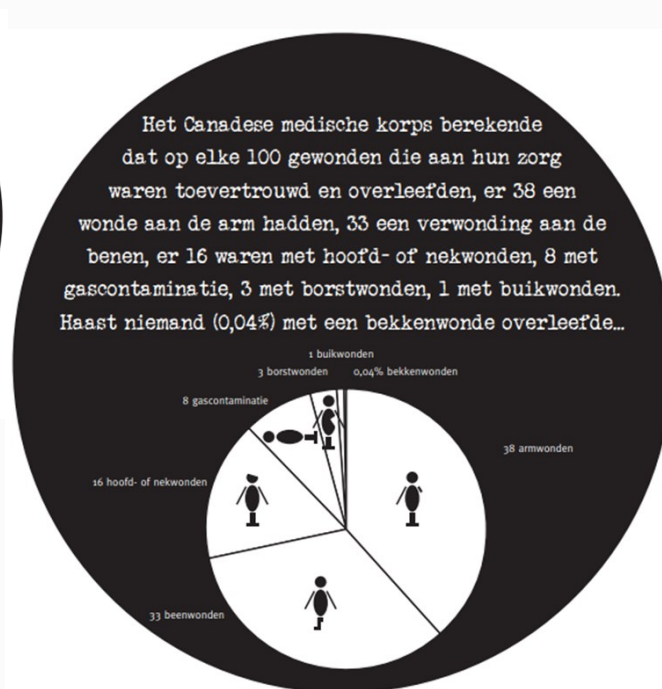 Het Canadese medische korps berekende
dat op elke 100 gewonden die aan hun zorg
waren toevertrouwd en overleefden, er 38 een
wonde aan de arm hadden, 33 een verwonding aan de
benen, er 16 waren met hoofd- of nekwonden, 8 met
gascontaminatie, 3 met borstwonden, 1 met buikwonden.
Haast niemand (0,04%) met een bekkenwonde overleefde...
1 buikwonden
3 borstwonden
0,04% bekkenwonden
8 gascontaminatie
38 armwonden
16 hoofd- of nekwonden
33 beenwonden